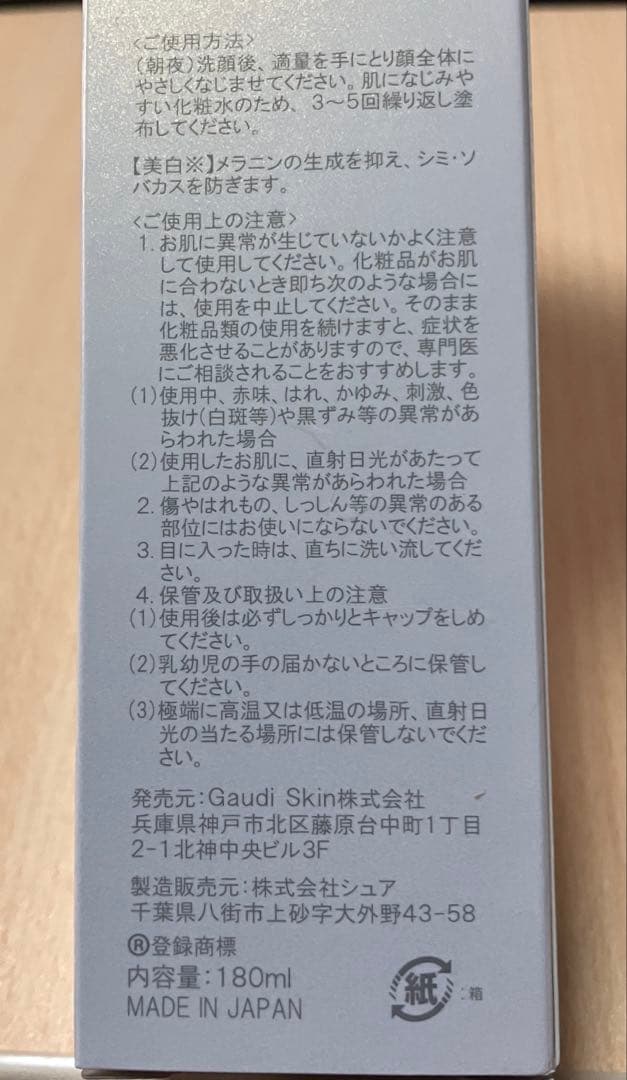 <ご使用方法>
(朝夜)洗顔後、適量を手にとり顔全体に
やさしくなじませてください。肌になじみや
すい化粧水のため、3～5回繰り返し塗
布してください。
【美白※】メラニンの生成を抑え、シミ・ソ
バカスを防ぎます。
<ご使用上の注意>
1. お肌に異常が生じていないかよく注意
して使用してください。化粧品がお肌
に合わないとき即ち次のような場合に
は、使用を中止してください。そのまま
化粧品類の使用を続けますと、症状を
悪化させることがありますので、専門医
にご相談されることをおすすめします。
(1)使用中、赤味、はれ、かゆみ、刺激、色
抜け(白斑等)や黒ずみ等の異常があ
らわれた場合
(2)使用したお肌に、直射日光があたって
上記のような異常があらわれた場合
2. 傷やはれもの、しっしん等の異常のある
部位にはお使いにならないでください。
3. 目に入った時は、直ちに洗い流してくだ
さい。
4. 保管及び取扱い上の注意
(1)使用後は必ずしっかりとキャップをしめ
てください。
(2)乳幼児の手の届かないところに保管し
てください。
(3)極端に高温又は低温の場所、直射日
光の当たる場所には保管しないでくだ
さい。
発売元:Gaudi Skin株式会社
兵庫県神戸市北区藤原台中町1丁目
2-1北神中央ビル3F
製造販売元:株式会社シュア
千葉県八街市上砂字大外野43-58
®登録商標
内容量:180ml
MADE IN JAPAN
紙
:箱